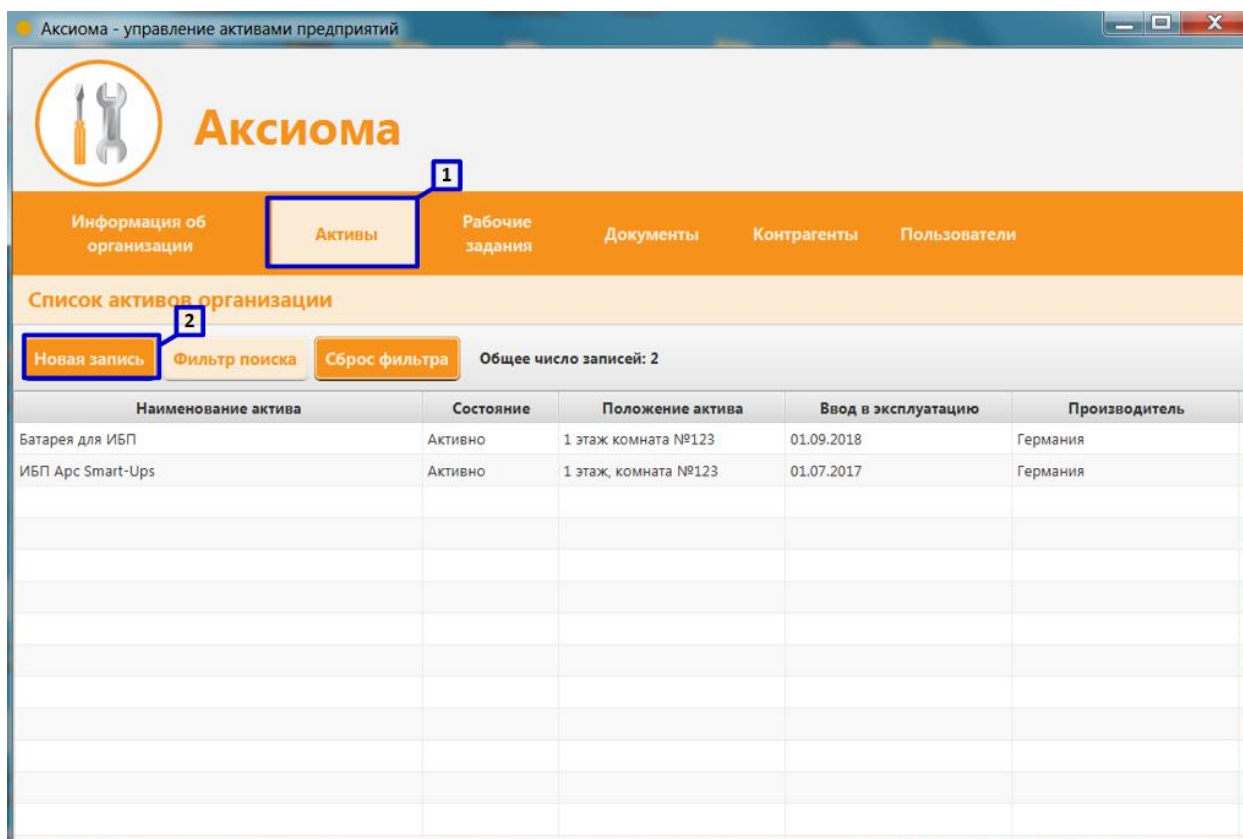 Аксиома - управление активами предприятий
Аксиома
1
Информация об
организации
Активы
Рабочие
задания
Документы
Контрагенты
Пользователи
Список активов организации
2
Новая запись
Фильтр поиска
Сброс фильтра
Общее число записей: 2
Наименование актива Состояние Положение актива Ввод в эксплуатацию Производитель
Батарея для ИБП Активно 1 этаж комната №123 01.09.2018 Германия
ИБП Apc Smart-Ups Активно 1 этаж, комната №123 01.07.2017 Германия